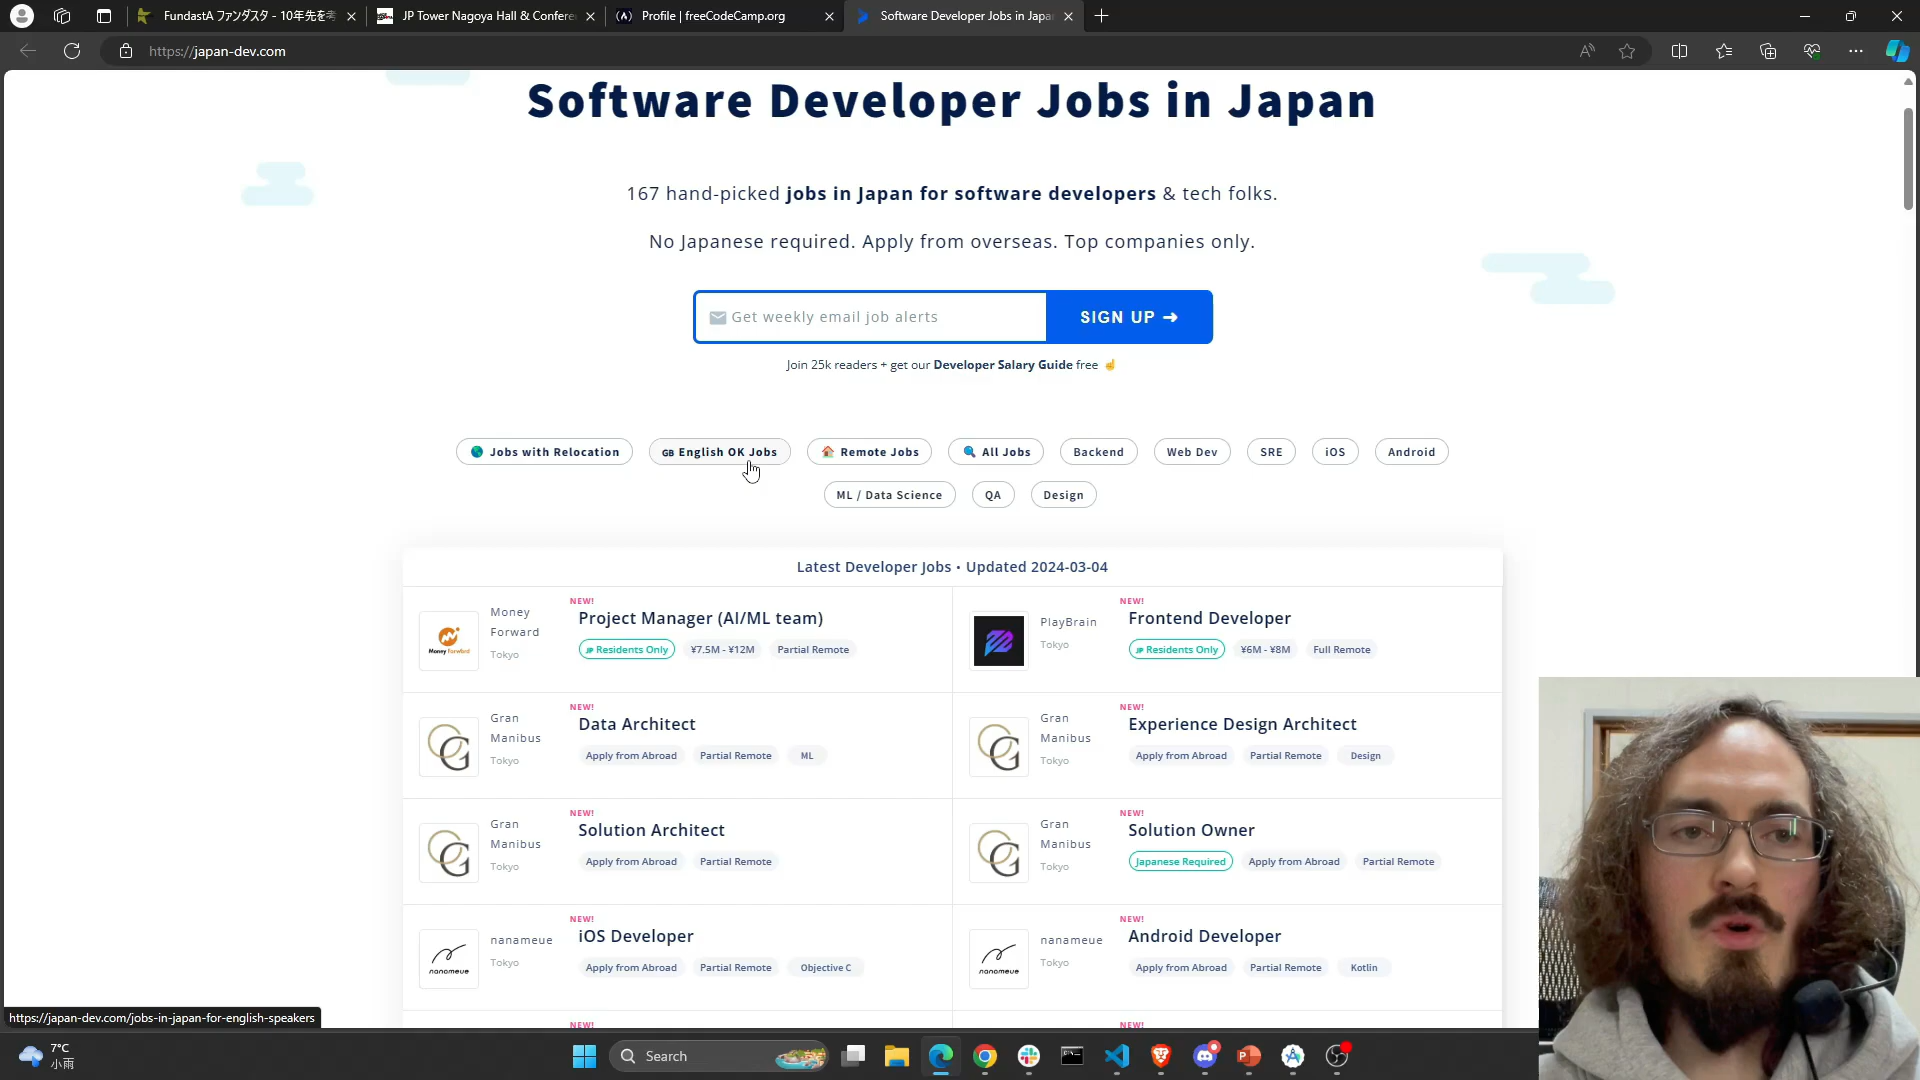 FundastA ファンダスタ - 10年先を考
JP Tower Nagoya Hall & Confere
Profile | freeCodeCamp.org
Software Developer Jobs in Japa
https://japan-dev.com
Software Developer Jobs in Japan
167 hand-picked jobs in Japan for software developers & tech folks.
No Japanese required. Apply from overseas. Top companies only.
Get weekly email job alerts
SIGN UP ➔
Join 25k readers + get our Developer Salary Guide free ☝
Jobs with Relocation
GB English OK Jobs
Remote Jobs
All Jobs
Backend
Web Dev
SRE
iOS
Android
ML / Data Science
QA
Design
Latest Developer Jobs • Updated 2024-03-04
Money Forward
Money
Forward
Tokyo
NEW!
Project Manager (AI/ML team)
JP Residents Only
¥7.5M - ¥12M
Partial Remote
PlayBrain
Tokyo
NEW!
Frontend Developer
JP Residents Only
¥6M - ¥8M
Full Remote
Gran
Manibus
Tokyo
NEW!
Data Architect
Apply from Abroad
Partial Remote
ML
Gran
Manibus
Tokyo
NEW!
Experience Design Architect
Apply from Abroad
Partial Remote
Design
Gran
Manibus
Tokyo
NEW!
Solution Architect
Apply from Abroad
Partial Remote
Gran
Manibus
Tokyo
NEW!
Solution Owner
Japanese Required
Apply from Abroad
Partial Remote
nanameue
nanameue
Tokyo
NEW!
iOS Developer
Apply from Abroad
Partial Remote
Objective C
nanameue
nanameue
Tokyo
NEW!
Android Developer
Apply from Abroad
Partial Remote
Kotlin
NEW!
NEW!
https://japan-dev.com/jobs-in-japan-for-english-speakers
7°C
小雨
Search